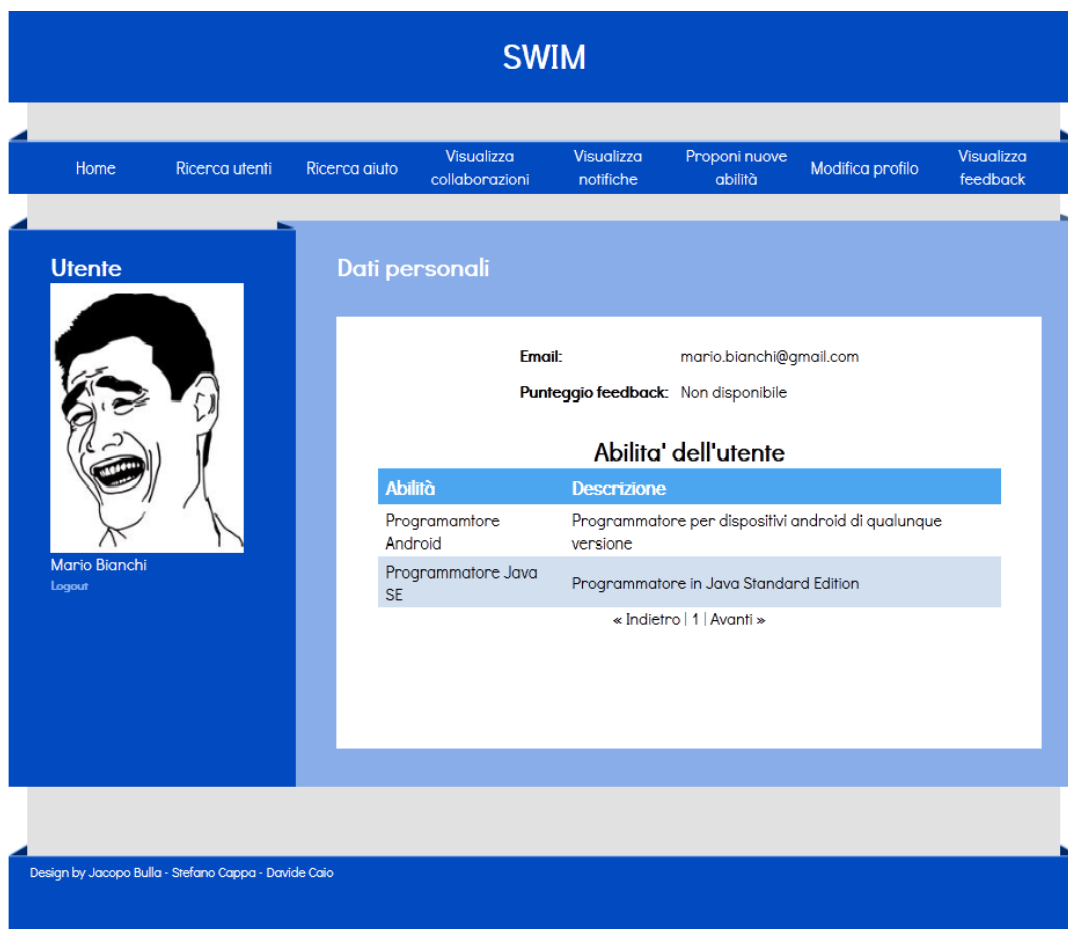 SWIM
Home
Ricerca utenti
Ricerca aiuto
Visualizza
collaborazioni
Visualizza
notifiche
Proponi nuove
abilità
Modifica profilo
Visualizza
feedback
Utente
Mario Bianchi
Logout
Dati personali
Email: mario.bianchi@gmail.com
Punteggio feedback: Non disponibile
Abilita' dell'utente
Abilità Descrizione
Programamtore
Android
Programmatore per dispositivi android di qualunque
versione
Programmatore Java
SE
Programmatore in Java Standard Edition
« Indietro | 1 | Avanti »
Design by Jacopo Bulla - Stefano Cappa - Davide Caio